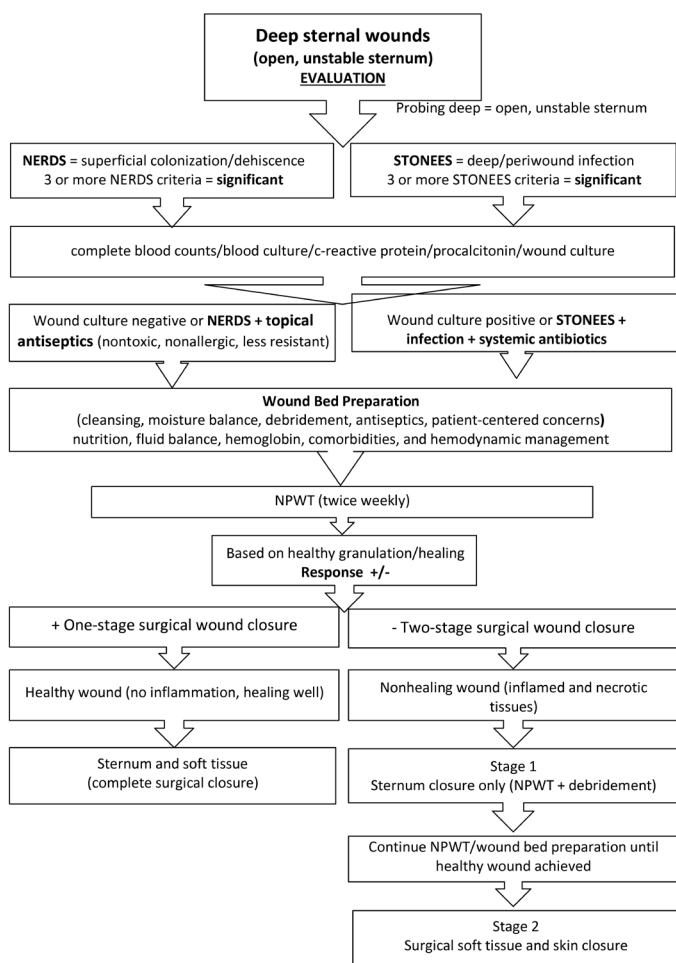 Deep sternal wounds
(open, unstable sternum)
EVALUATION
Probing deep = open, unstable sternum
NERDS = superficial colonization/dehiscence
3 or more NERDS criteria = significant
STONEES = deep/periwound infection
3 or more STONEES criteria = significant
complete blood counts/blood culture/c-reactive protein/procalcitonin/wound culture
Wound culture negative or NERDS + topical
antiseptics (nontoxic, nonallergic, less resistant)
Wound culture positive or STONEES +
infection + systemic antibiotics
Wound Bed Preparation
(cleansing, moisture balance, debridement, antiseptics, patient-centered concerns)
nutrition, fluid balance, hemoglobin, comorbidities, and hemodynamic management
NPWT (twice weekly)
Based on healthy granulation/healing
Response +/-
+ One-stage surgical wound closure
- Two-stage surgical wound closure
Healthy wound (no inflammation, healing well)
Nonhealing wound (inflamed and necrotic
tissues)
Sternum and soft tissue
(complete surgical closure)
Stage 1
Sternum closure only (NPWT + debridement)
Continue NPWT/wound bed preparation until
healthy wound achieved
Stage 2
Surgical soft tissue and skin closure